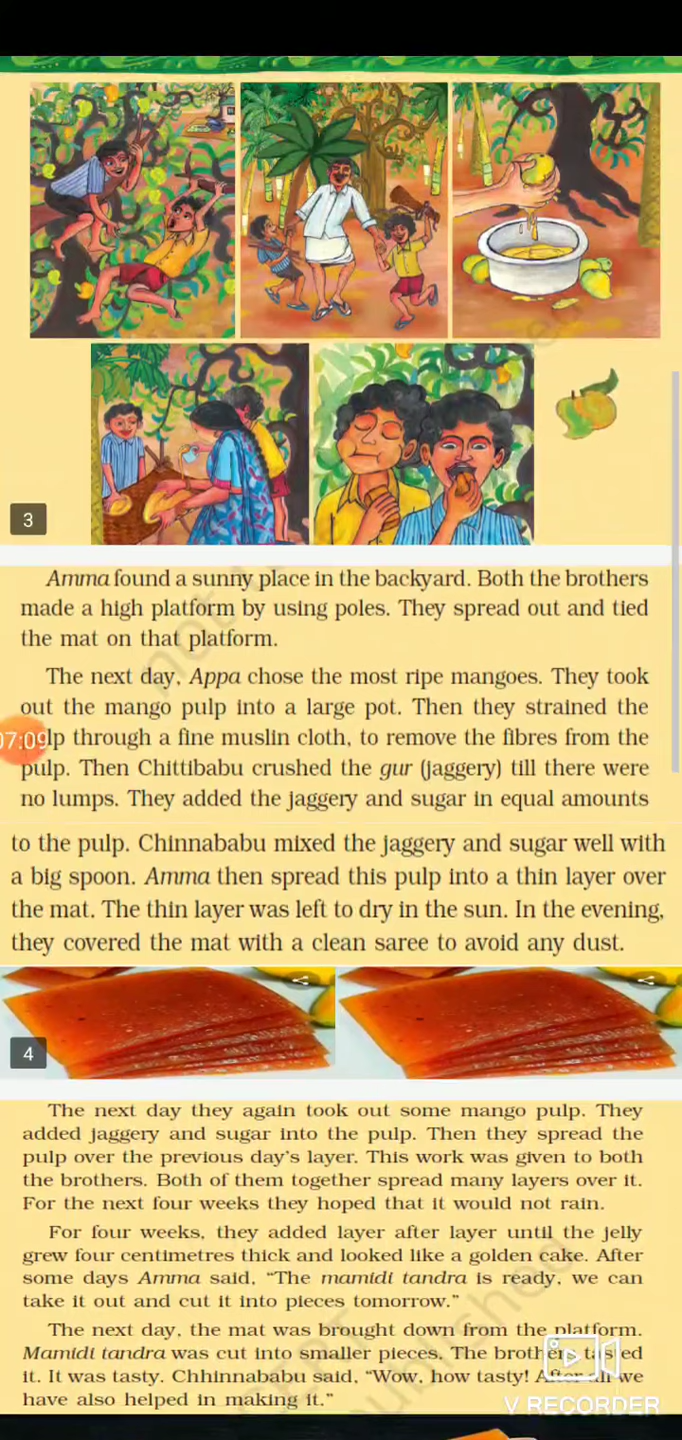 3
Amma found a sunny place in the backyard. Both the brothers
made a high platform by using poles. They spread out and tied
the mat on that platform.
The next day, Appa chose the most ripe mangoes. They took
out the mango pulp into a large pot. Then they strained the
07:09 lp through a fine muslin cloth, to remove the fibres from the
pulp. Then Chittibabu crushed the gur (jaggery) till there were
no lumps. They added the jaggery and sugar in equal amounts
to the pulp. Chinnababu mixed the jaggery and sugar well with
a big spoon. Amma then spread this pulp into a thin layer over
the mat. The thin layer was left to dry in the sun. In the evening,
they covered the mat with a clean saree to avoid any dust.
4
The next day they again took out some mango pulp. They
added jaggery and sugar into the pulp. Then they spread the
pulp over the previous day's layer. This work was given to both
the brothers. Both of them together spread many layers over it.
For the next four weeks they hoped that it would not rain.
For four weeks, they added layer after layer until the jelly
grew four centimetres thick and looked like a golden cake. After
some days Amma said, "The mamidi tandra is ready, we can
take it out and cut it into pieces tomorrow."
The next day, the mat was brought down from the platform.
Mamidi tandra was cut into smaller pieces. The brothers tasted
it. It was tasty. Chhinnababu said, "Wow, how tasty! After all we
have also helped in making it."
V RECORDER